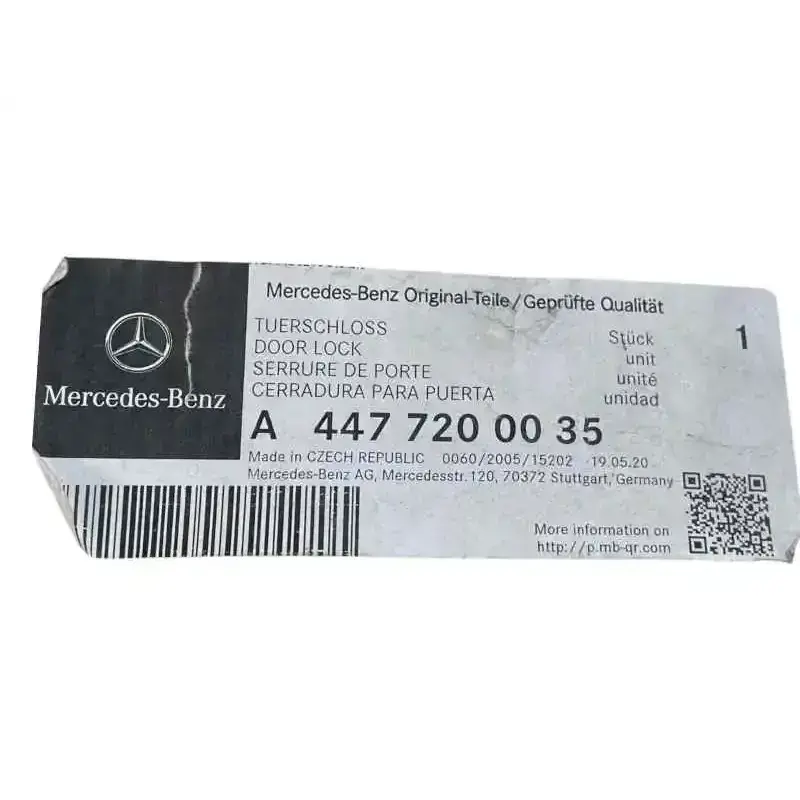 Mercedes-Benz
Mercedes-Benz Original-Teile/Geprüfte Qualität
TUERSCHLOSS
DOOR LOCK
SERRURE DE PORTE
CERRADURA PARA PUERTA
Stück
unit
unité
unidad
1
A 447 720 00 35
Made in CZECH REPUBLIC 0060/2005/15202 19.05.20
Mercedes-Benz AG, Mercedesstr. 120, 70372 Stuttgart, Germany
More information on
http://p.mb-qr.com